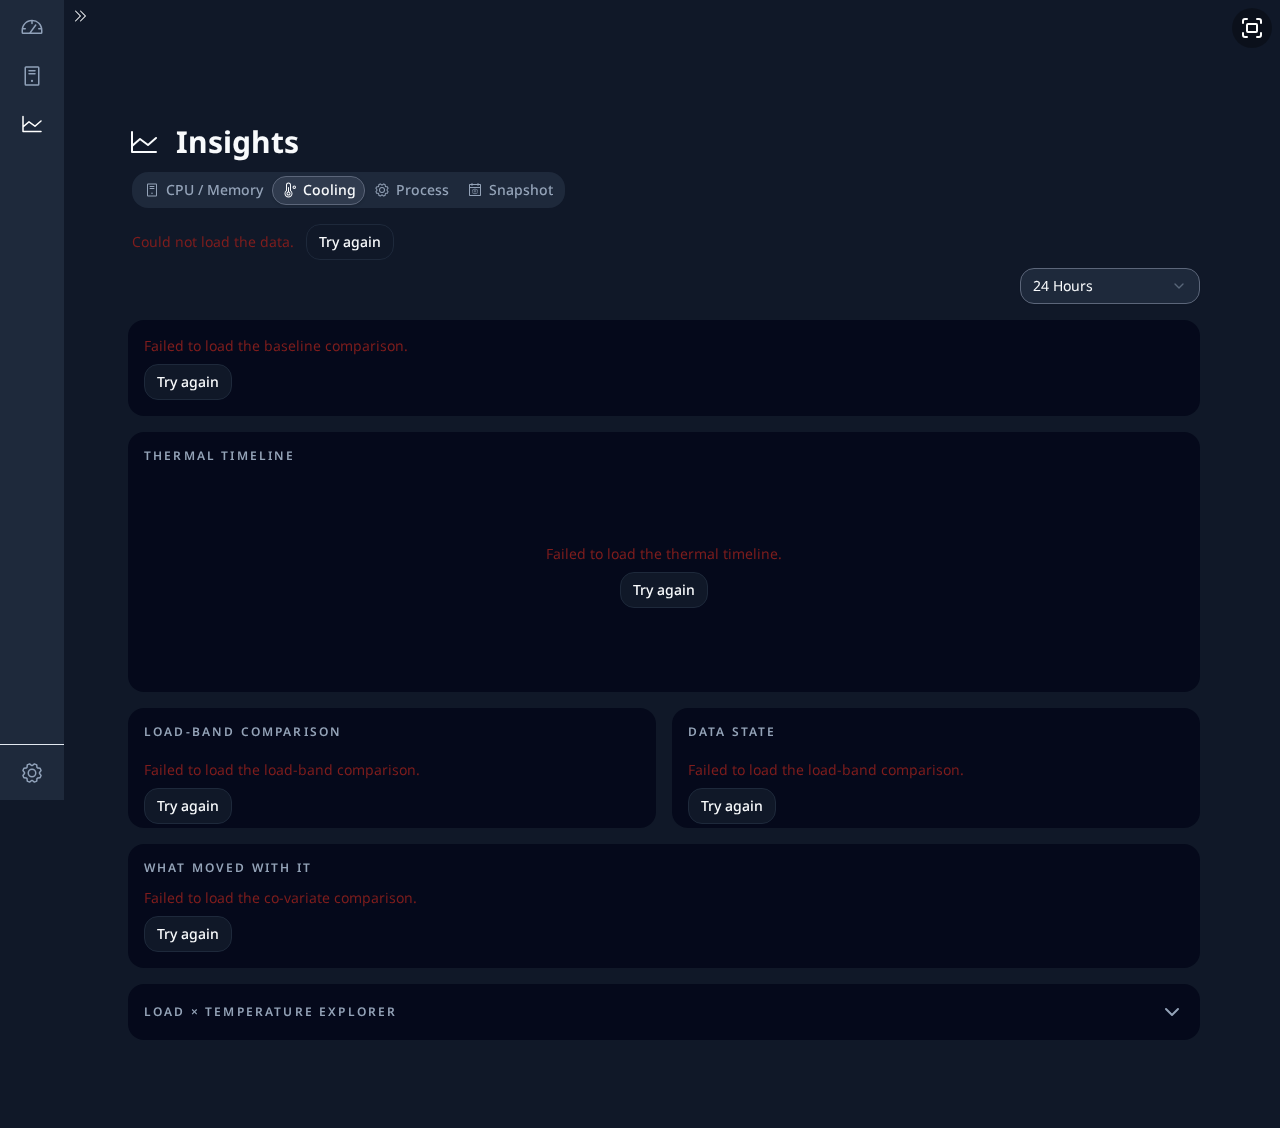 Insights
CPU / Memory
Cooling
Process
Snapshot
Could not load the data.
Try again
24 Hours
Failed to load the baseline comparison.
Try again
THERMAL TIMELINE
Failed to load the thermal timeline.
Try again
LOAD-BAND COMPARISON
Failed to load the load-band comparison.
Try again
DATA STATE
Failed to load the load-band comparison.
Try again
WHAT MOVED WITH IT
Failed to load the co-variate comparison.
Try again
LOAD × TEMPERATURE EXPLORER